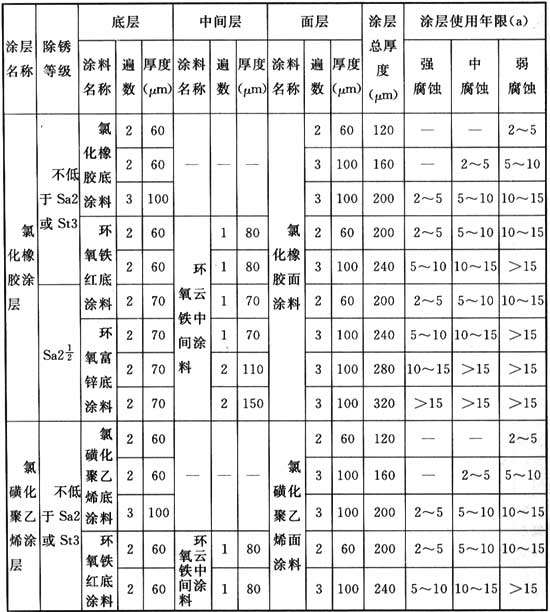 涂层名称 除锈等级 底层 中间层 面层 涂层总厚度(μm) 涂层使用年限(a)
涂料名称 遍数 厚度(μm) 涂料名称 遍数 厚度(μm) 涂料名称 遍数 厚度(μm) 强腐蚀 中腐蚀 弱腐蚀
氯化橡胶涂层 不低于 Sa2 或 St3 氯化橡胶底涂料 2 60 — — — 氯化橡胶面涂料 2 60 120 — — 2～5
2 60 3 100 160 — 2～5 5～10
3 100 3 100 200 2～5 5～10 10～15
环氧铁红底涂料 2 60 环氧云铁中间涂料 1 80 2 60 200 2～5 5～10 10～15
2 60 1 80 3 100 240 5～10 10～15 >15
Sa2 1/2 2 70 1 70 2 60 200 2～5 5～10 10～15
环氧富锌底涂料 2 70 1 70 3 100 240 5～10 10～15 >15
2 70 2 110 3 100 280 10～15 >15 >15
2 70 2 150 3 100 320 >15 >15 >15
氯磺化聚乙烯涂层 不低于 Sa2 或 St3 氯磺化聚乙烯底涂料 2 60 — — — 氯磺化聚乙烯面涂料 2 60 120 — — 2～5
2 60 3 100 160 — 2～5 5～10
3 100 3 100 200 2～5 5～10 10～15
环氧铁红底涂料 2 60 环氧云铁中间涂料 1 80 2 60 200 2～5 5～10 10～15
2 60 1 80 3 100 240 5～10 10～15 >15